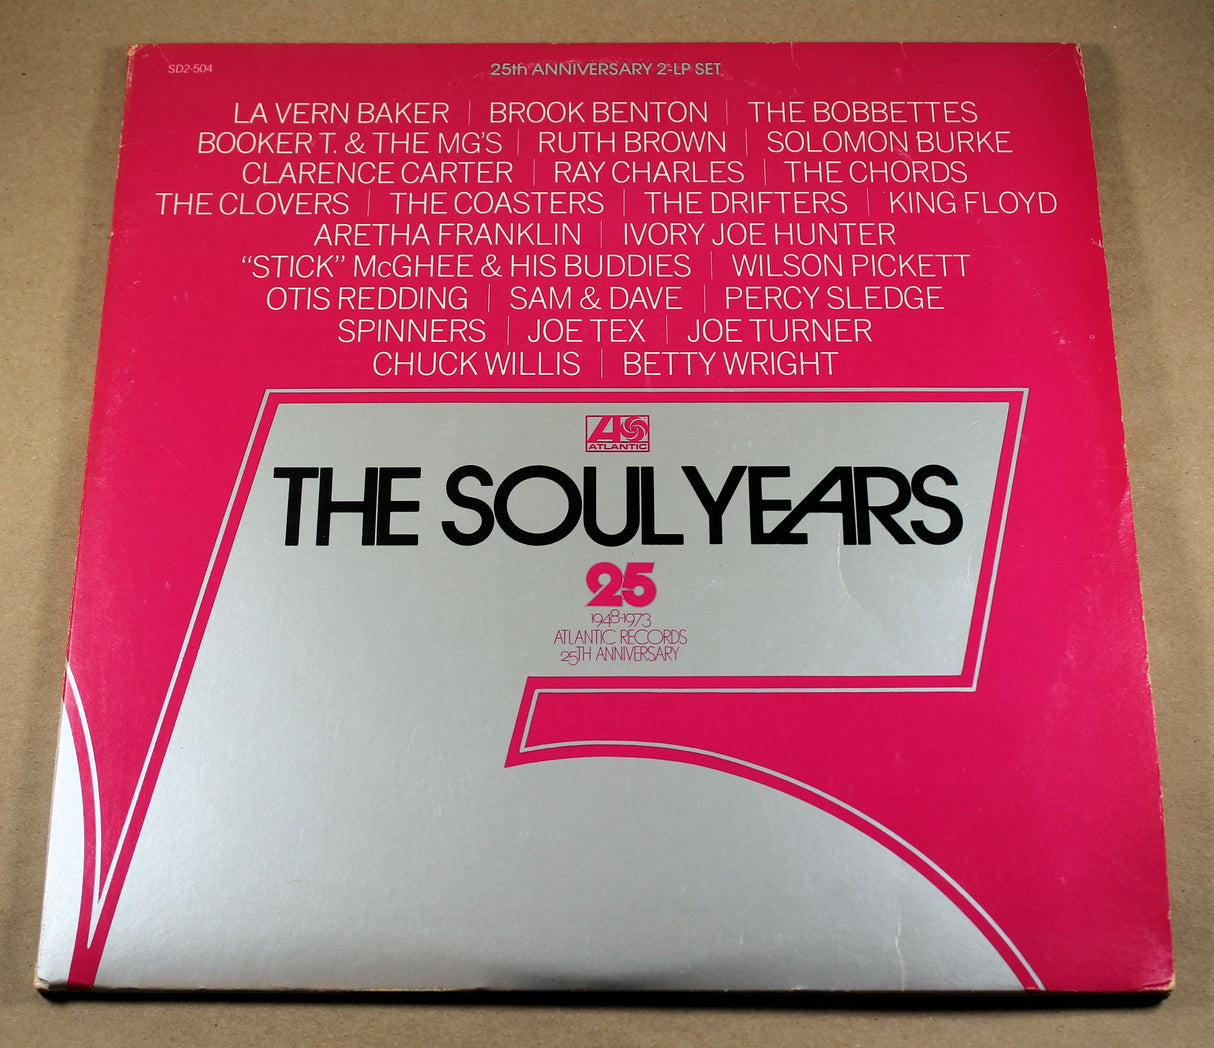 SD2-504
25th ANNIVERSARY 2-LP SET
LA VERN BAKER | BROOK BENTON | THE BOBBETTES
BOOKER T. & THE MG'S | RUTH BROWN | SOLOMON BURKE
CLARENCE CARTER | RAY CHARLES | THE CHORDS
THE CLOVERS | THE COASTERS | THE DRIFTERS | KING FLOYD
ARETHA FRANKLIN | IVORY JOE HUNTER
"STICK" McGHEE & HIS BUDDIES | WILSON PICKETT
OTIS REDDING | SAM & DAVE | PERCY SLEDGE
SPINNERS | JOE TEX | JOE TURNER
CHUCK WILLIS | BETTY WRIGHT
ATLANTIC
THE SOUL YEARS
25
1948-1973
ATLANTIC RECORDS
25TH ANNIVERSARY